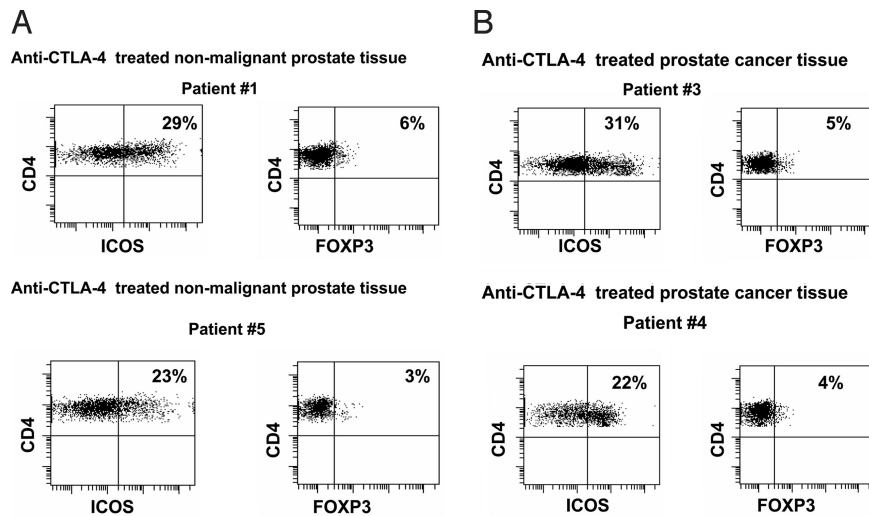 A
Anti-CTLA-4 treated non-malignant prostate tissue
Patient #1
29%
CD4
ICOS
6%
CD4
FOXP3
Anti-CTLA-4 treated non-malignant prostate tissue
Patient #5
23%
CD4
ICOS
3%
CD4
FOXP3
B
Anti-CTLA-4 treated prostate cancer tissue
Patient #3
31%
CD4
ICOS
5%
CD4
FOXP3
Anti-CTLA-4 treated prostate cancer tissue
Patient #4
22%
CD4
ICOS
4%
CD4
FOXP3